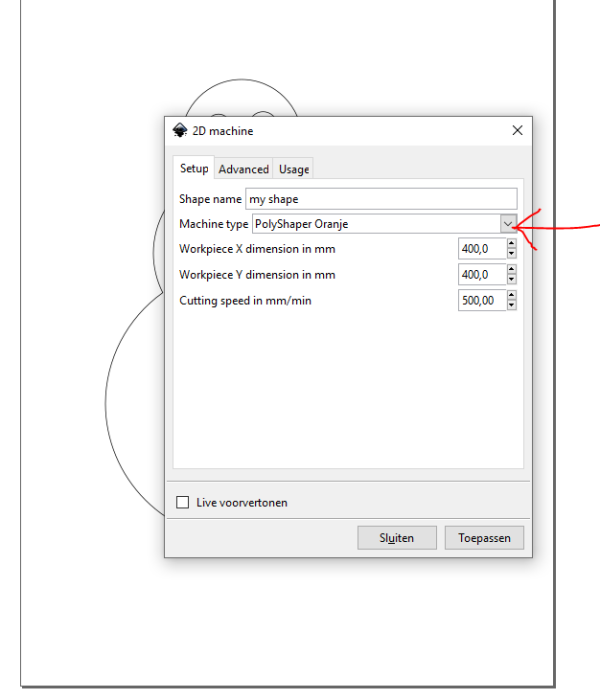 2D machine
Setup Advanced Usage
Shape name my shape
Machine type PolyShaper Oranje
Workpiece X dimension in mm 400,0
Workpiece Y dimension in mm 400,0
Cutting speed in mm/min 500,00
Live voorvertonen
Sluiten Toepassen